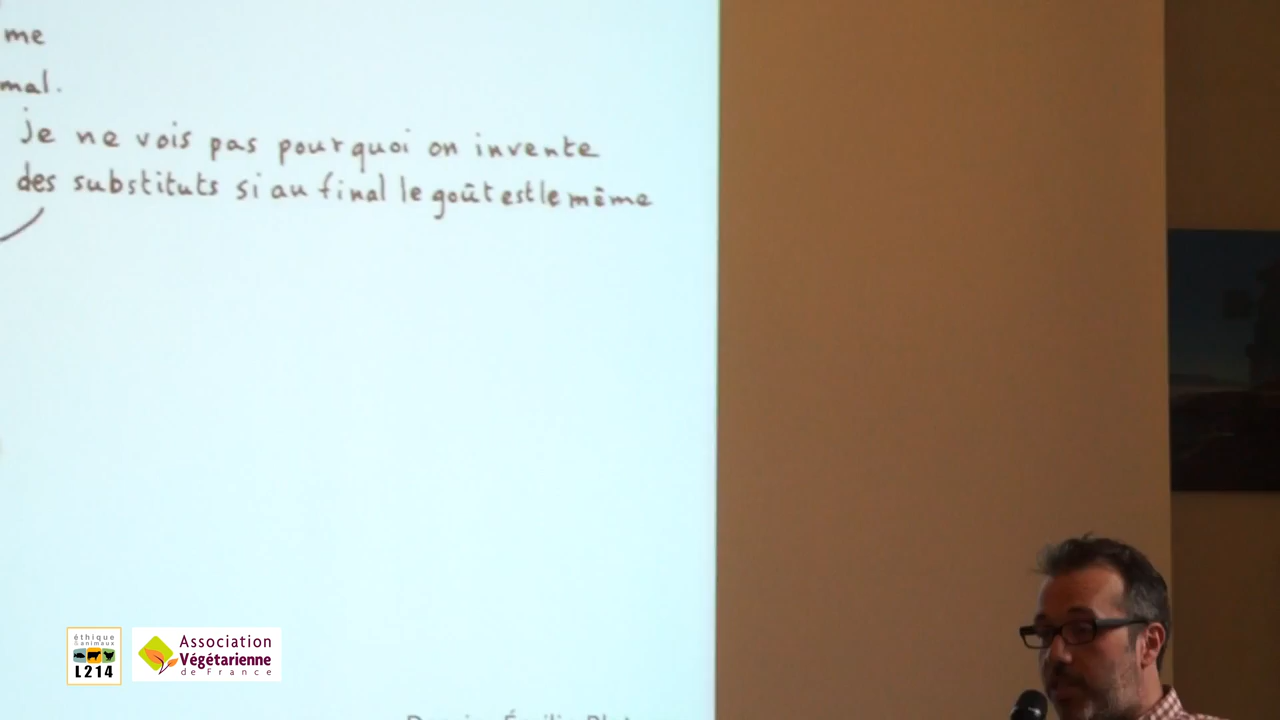 me
mal.
je ne vois pas pourquoi on invente
des substituts si au final le goût est le même
éthique
& animaux
L214
Association
Végétarienne
de France